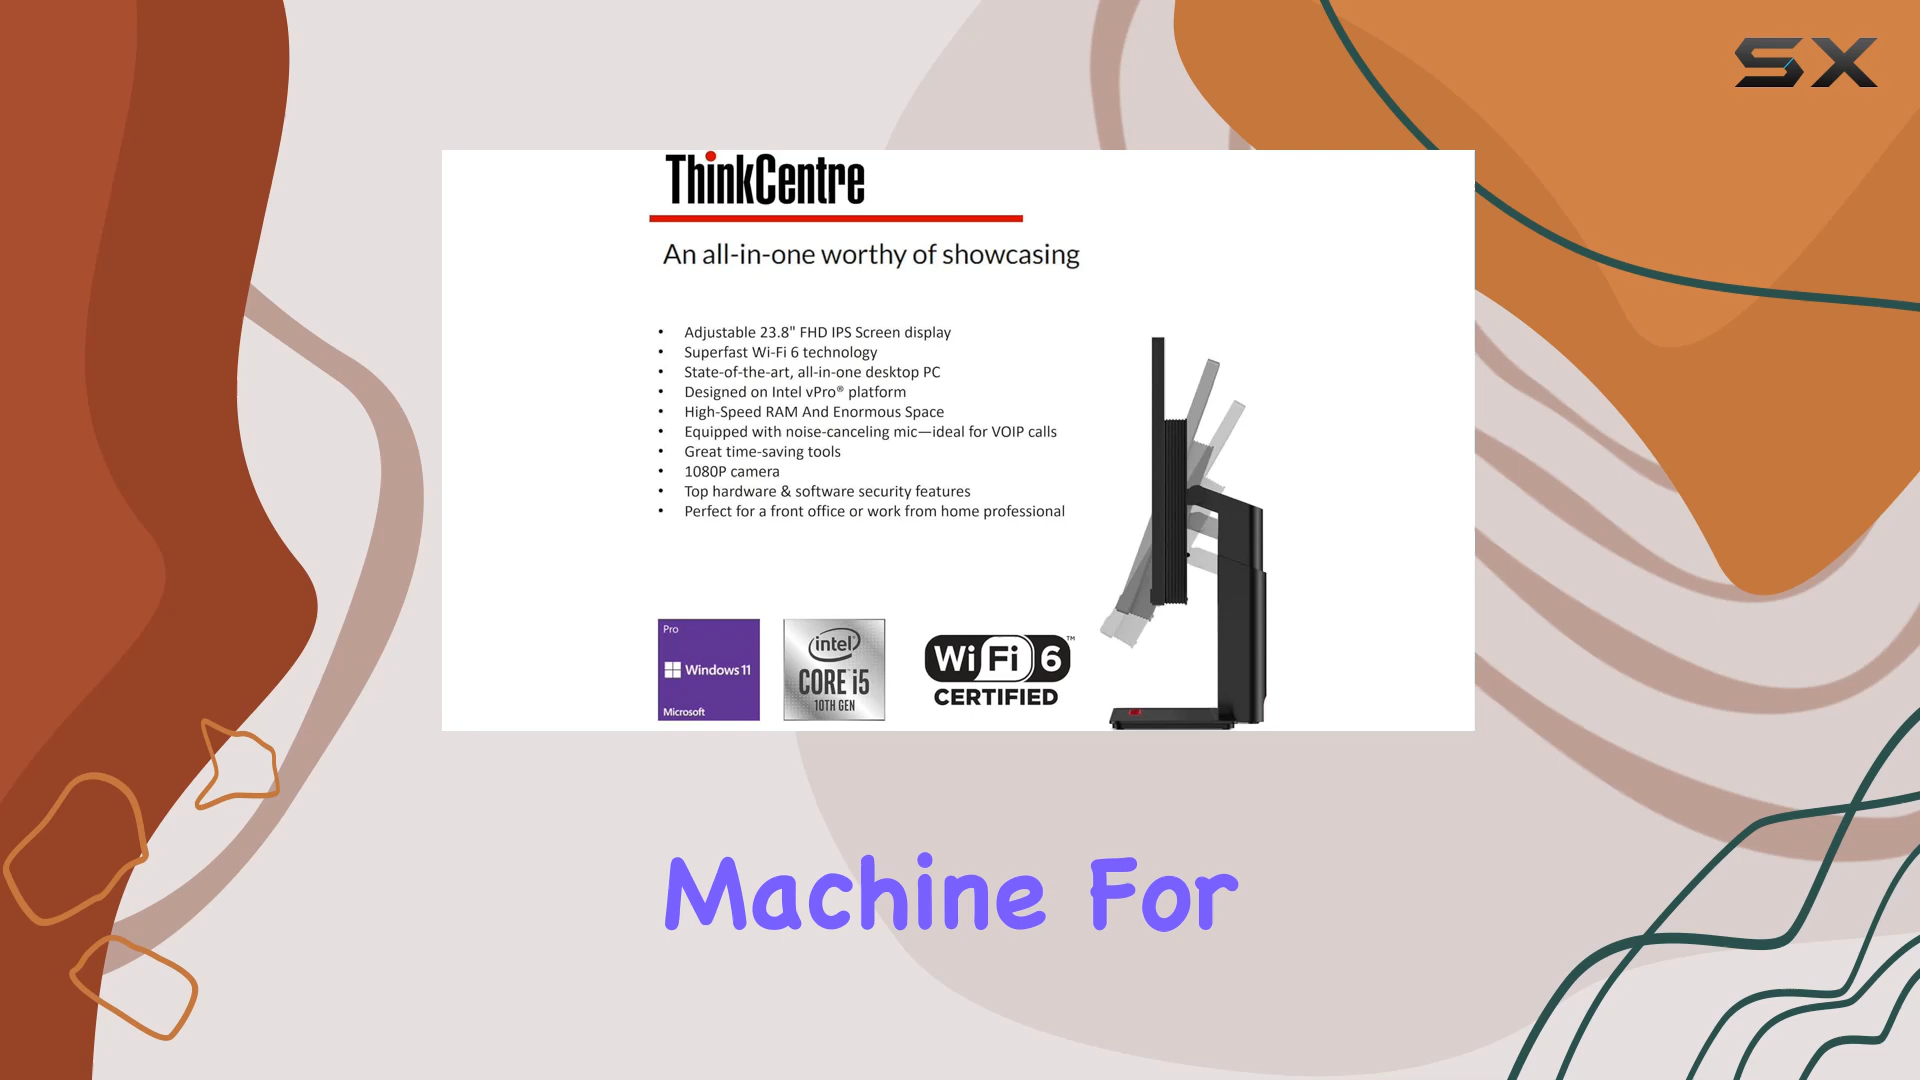 SX
ThinkCentre
An all-in-one worthy of showcasing
• Adjustable 23.8" FHD IPS Screen display
• Superfast Wi-Fi 6 technology
• State-of-the-art, all-in-one desktop PC
• Designed on Intel vPro® platform
• High-Speed RAM And Enormous Space
• Equipped with noise-canceling mic—ideal for VOIP calls
• Great time-saving tools
• 1080P camera
• Top hardware & software security features
• Perfect for a front office or work from home professional
Pro
Windows 11
Microsoft
intel
CORE i5
10TH GEN
Wi Fi 6 ™
CERTIFIED
Machine For